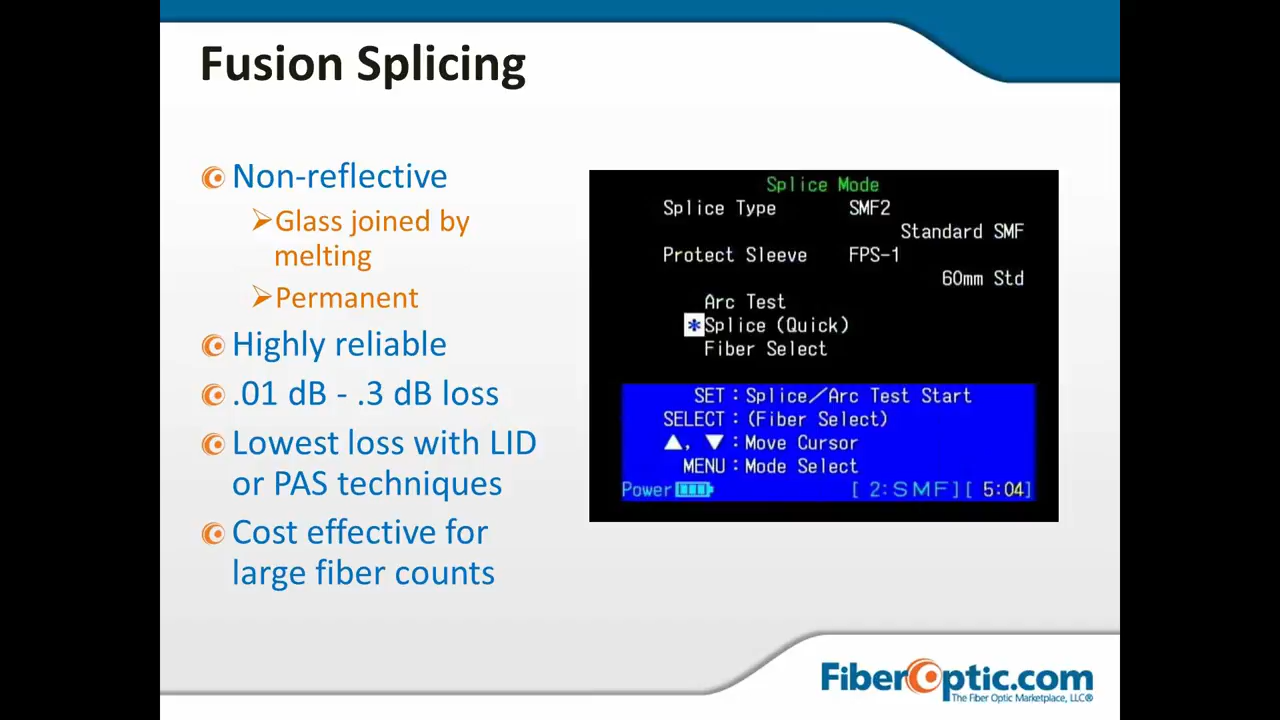 Fusion Splicing
Non-reflective
Glass joined by
melting
Permanent
Highly reliable
.01 dB - .3 dB loss
Lowest loss with LID
or PAS techniques
Cost effective for
large fiber counts
Splice Mode
Splice Type SMF2
Standard SMF
Protect Sleeve FPS-1
60mm Std
Arc Test
*Splice (Quick)
Fiber Select
SET : Splice/Arc Test Start
SELECT : (Fiber Select)
▲, ▼ : Move Cursor
MENU : Mode Select
Power [ 2:SMF][ 5:04]
FiberOptic.com
The Fiber Optic Marketplace, LLC®